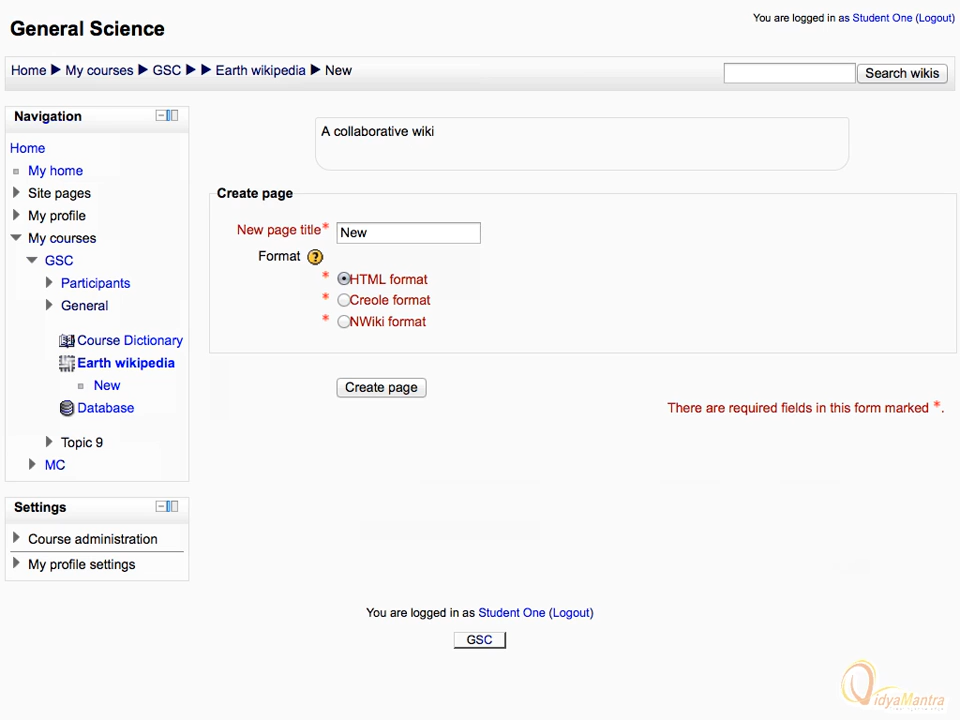 You are logged in as Student One (Logout)
General Science
Home ▶ My courses ▶ GSC ▶ ▶ Earth wikipedia ▶ New
Search wikis
Navigation
Home
My home
Site pages
My profile
My courses
GSC
Participants
General
Course Dictionary
Earth wikipedia
New
Database
Topic 9
MC
Settings
Course administration
My profile settings
A collaborative wiki
Create page
New page title* New
Format ?
* HTML format
* Creole format
* NWiki format
Create page
There are required fields in this form marked *.
You are logged in as Student One (Logout)
GSC
VidyaMantra